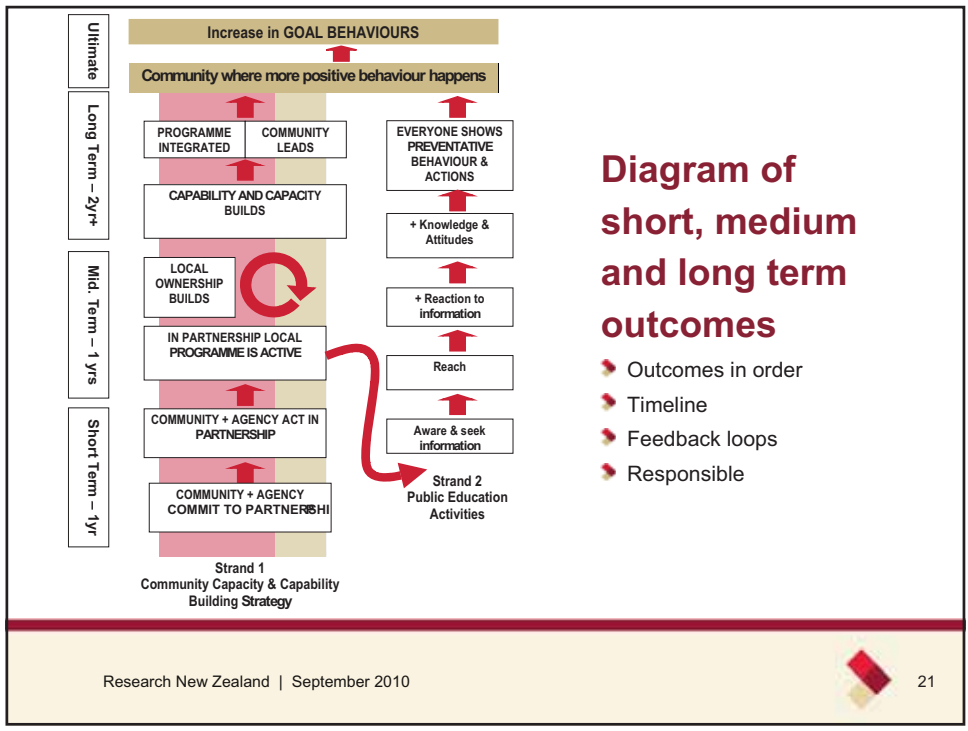 Ultimate
Long Term – 2yr+
Mid. Term – 1 yrs
Short Term – 1yr
Increase in GOAL BEHAVIOURS
Community where more positive behaviour happens
PROGRAMME
INTEGRATED
COMMUNITY
LEADS
CAPABILITY AND CAPACITY
BUILDS
LOCAL
OWNERSHIP
BUILDS
IN PARTNERSHIP LOCAL
PROGRAMME IS ACTIVE
COMMUNITY + AGENCY ACT IN
PARTNERSHIP
COMMUNITY + AGENCY
COMMIT TO
Strand 1
Community Capacity & Capability
Building Strategy
EVERYONE SHOWS
PREVENTATIVE
BEHAVIOUR &
ACTIONS
+ Knowledge &
Attitudes
+ Reaction to
information
Reach
Aware & seek
information
Strand 2
Public Education
Activities
Diagram of
short, medium
and long term
outcomes
Outcomes in order
Timeline
Feedback loops
Responsible
Research New Zealand | September 2010
21